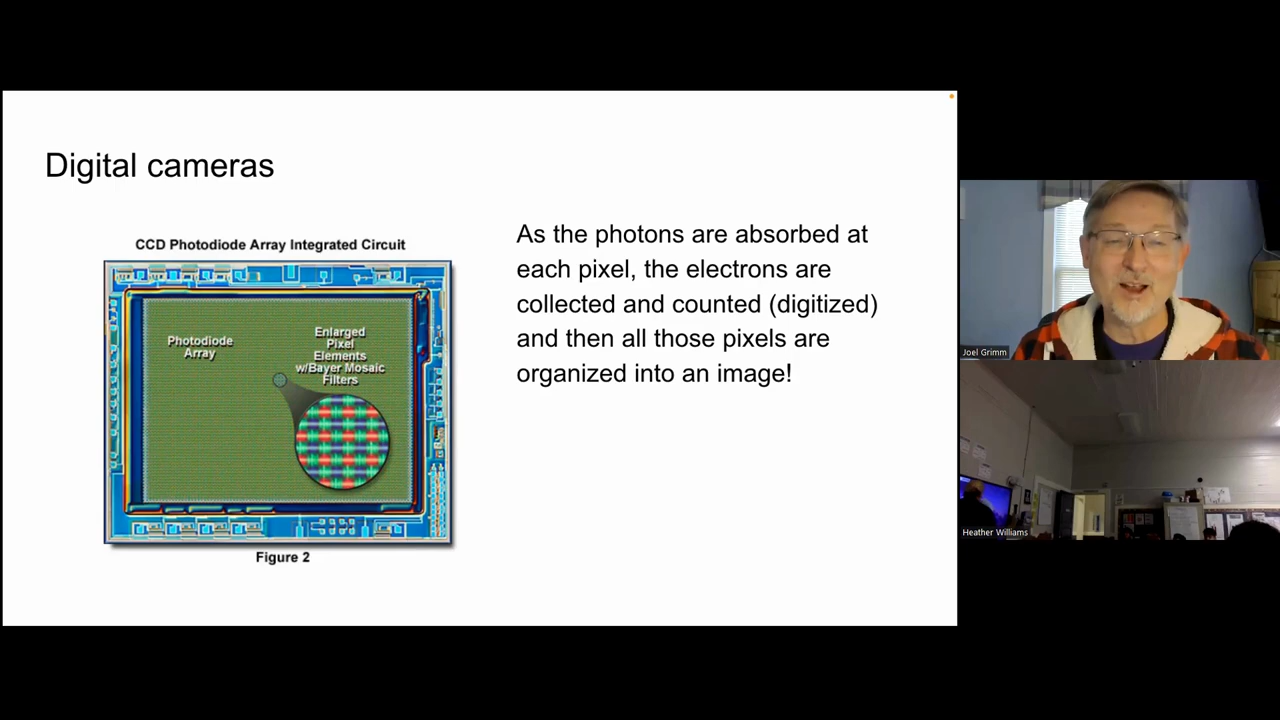 Digital cameras
CCD Photodiode Array Integrated Circuit
Photodiode
Array
Enlarged
Pixel
Elements
w/Bayer Mosaic
Filters
Figure 2
As the photons are absorbed at
each pixel, the electrons are
collected and counted (digitized)
and then all those pixels are
organized into an image!
Joel Grimm
Heather Williams